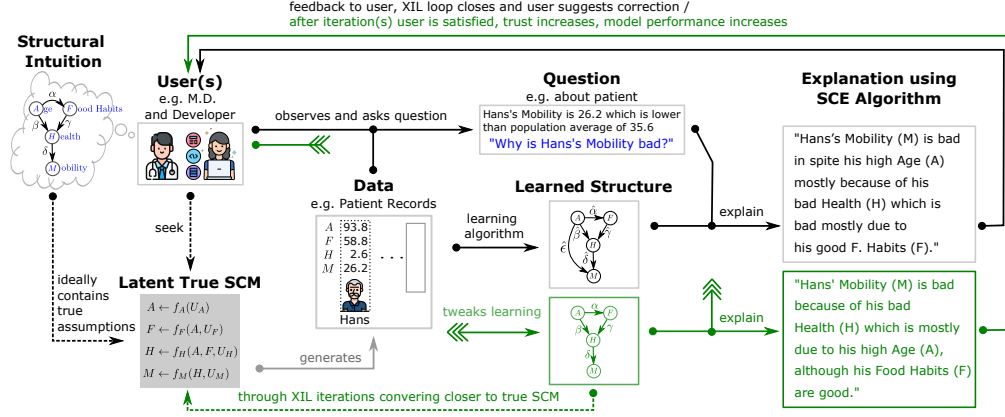 feedback to user, XIL loop closes and user suggests correction /
after iteration(s) user is satisfied, trust increases, model performance increases
Structural
Intuition
α
Age
Food Habits
β
γ
Health
δ
Mobility
User(s)
e.g. M.D.
and Developer
observes and asks question
Question
e.g. about patient
Hans's Mobility is 26.2 which is lower
than population average of 35.6
"Why is Hans's Mobility bad?"
Explanation using
SCE Algorithm
"Hans's Mobility (M) is bad
in spite his high Age (A)
mostly because of his
bad Health (H) which is
bad mostly due to
his good F. Habits (F)."
seek
ideally
contains
true
assumptions
Data
e.g. Patient Records
A 93.8
F 58.8
H 2.6
M 26.2
. . .
Hans
learning
algorithm
Learned Structure
A
α̂
F
β̂
γ̂
H
ĉ
δ̂
M
explain
Latent True SCM
A ← f_A(U_A)
F ← f_F(A, U_F)
H ← f_H(A, F, U_H)
M ← f_M(H, U_M)
generates
tweaks learning
A
α
F
β
γ
H
δ
M
explain
"Hans' Mobility (M) is bad
because of his bad
Health (H) which is mostly
due to his high Age (A),
although his Food Habits (F)
are good."
through XIL iterations convering closer to true SCM